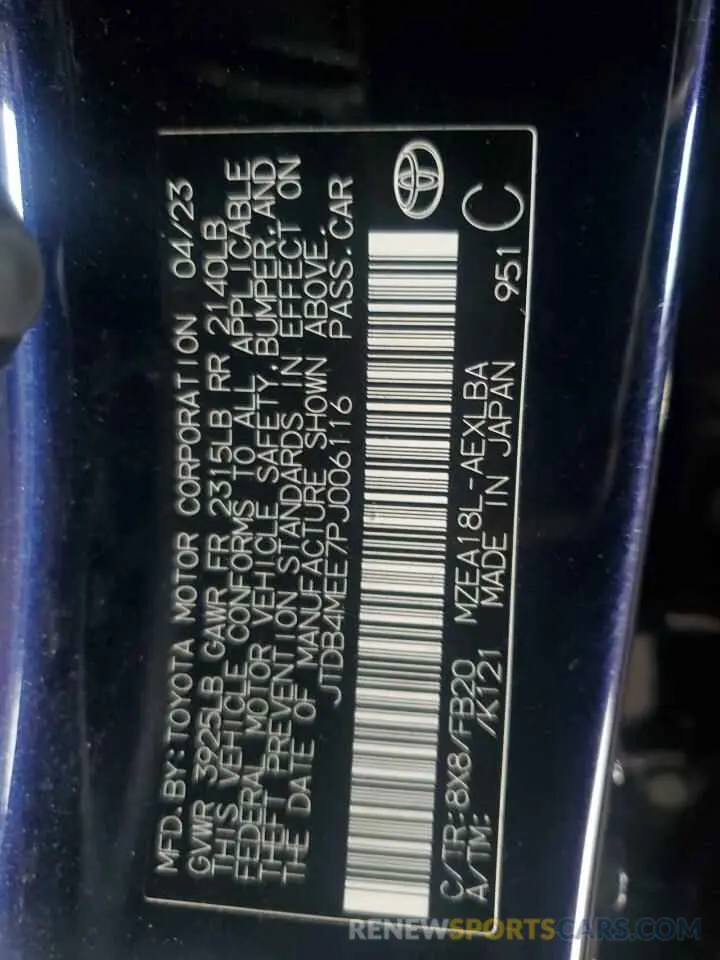 MFD. BY: TOYOTA MOTOR CORPORATION 04/23
GVWR 3925LB GAWR FR 2315LB RR 2140LB
THIS VEHICLE CONFORMS TO ALL APPLICABLE
FEDERAL MOTOR VEHICLE SAFETY, BUMPER, AND
THEFT PREVENTION STANDARDS IN EFFECT ON
THE DATE OF MANUFACTURE SHOWN ABOVE.
JTDB4MEE7PJ006116 PASS. CAR
C/TR: 8X8/FB20 MZEA18L-AEXLBA
A/TM: /K121 MADE IN JAPAN 951 C
RENEWSPORTSCARS.COM